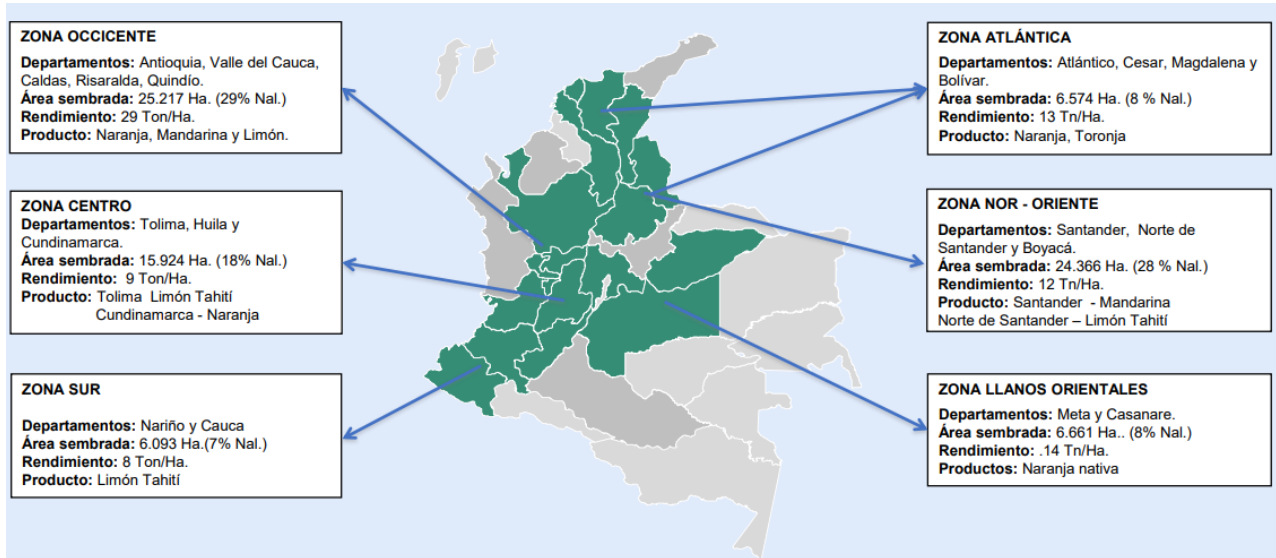 ZONA OCCICENTE
Departamentos: Antioquia, Valle del Cauca,
Caldas, Risaralda, Quindío.
Área sembrada: 25.217 Ha. (29% Nal.)
Rendimiento: 29 Ton/Ha.
Producto: Naranja, Mandarina y Limón.
ZONA CENTRO
Departamentos: Tolima, Huila y
Cundinamarca.
Área sembrada: 15.924 Ha. (18% Nal.)
Rendimiento: 9 Ton/Ha.
Producto: Tolima Limón Tahití
Cundinamarca - Naranja
ZONA SUR
Departamentos: Nariño y Cauca
Área sembrada: 6.093 Ha.(7% Nal.)
Rendimiento: 8 Ton/Ha.
Producto: Limón Tahití
ZONA ATLÁNTICA
Departamentos: Atlántico, Cesar, Magdalena y
Bolívar.
Área sembrada: 6.574 Ha. (8 % Nal.)
Rendimiento: 13 Tn/Ha.
Producto: Naranja, Toronja
ZONA NOR - ORIENTE
Departamentos: Santander, Norte de
Santander y Boyacá.
Área sembrada: 24.366 Ha. (28 % Nal.)
Rendimiento: 12 Tn/Ha.
Producto: Santander - Mandarina
Norte de Santander – Limón Tahití
ZONA LLANOS ORIENTALES
Departamentos: Meta y Casanare.
Área sembrada: 6.661 Ha.. (8% Nal.)
Rendimiento: .14 Tn/Ha.
Productos: Naranja nativa